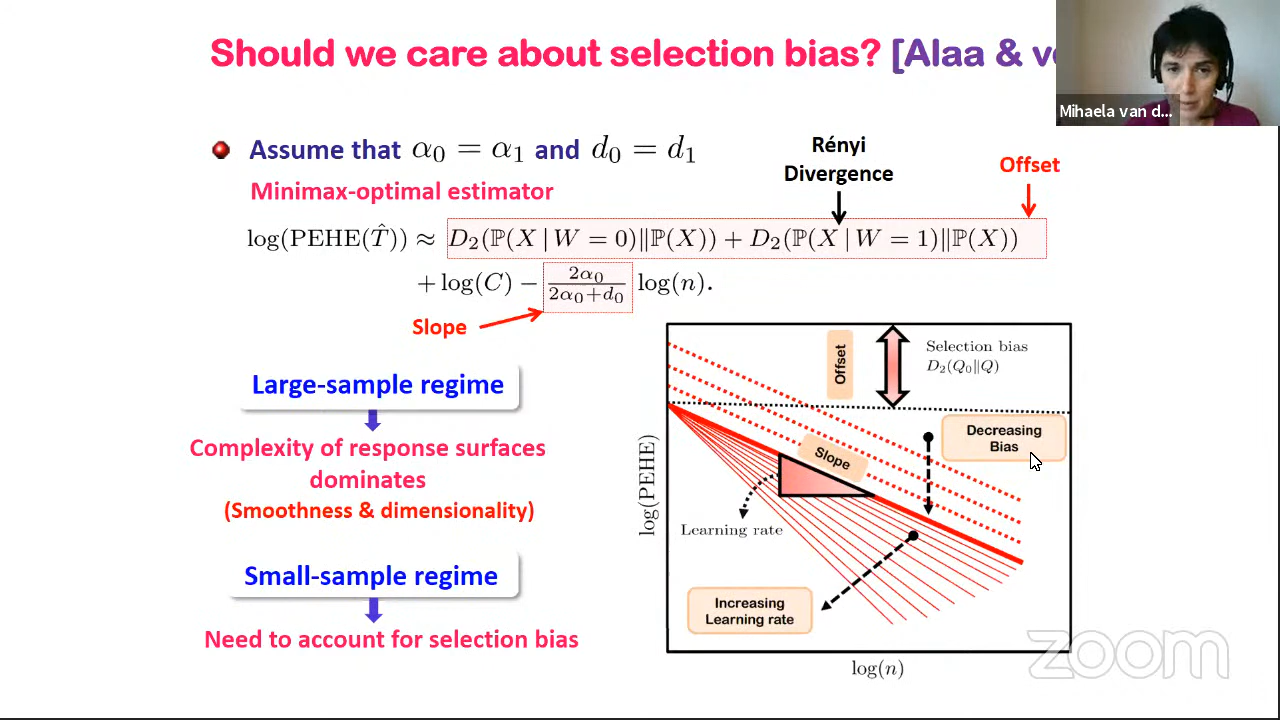 Should we care about selection bias? [Alaa & v
Mihaela van d...
Assume that α₀ = α₁ and d₀ = d₁
Rényi
Divergence
Offset
Minimax-optimal estimator
log(PEHE(T̂)) ≈ D₂(ℙ(X | W = 0)‖ℙ(X)) + D₂(ℙ(X | W = 1)‖ℙ(X))
+ log(C) − 2α₀/(2α₀+d₀) log(n).
Slope
Large-sample regime
Complexity of response surfaces
dominates
(Smoothness & dimensionality)
Small-sample regime
Need to account for selection bias
Offset
Selection bias
D₂(Q₀‖Q)
Decreasing
Bias
Slope
Learning rate
Increasing
Learning rate
log(PEHE)
log(n)
zoom